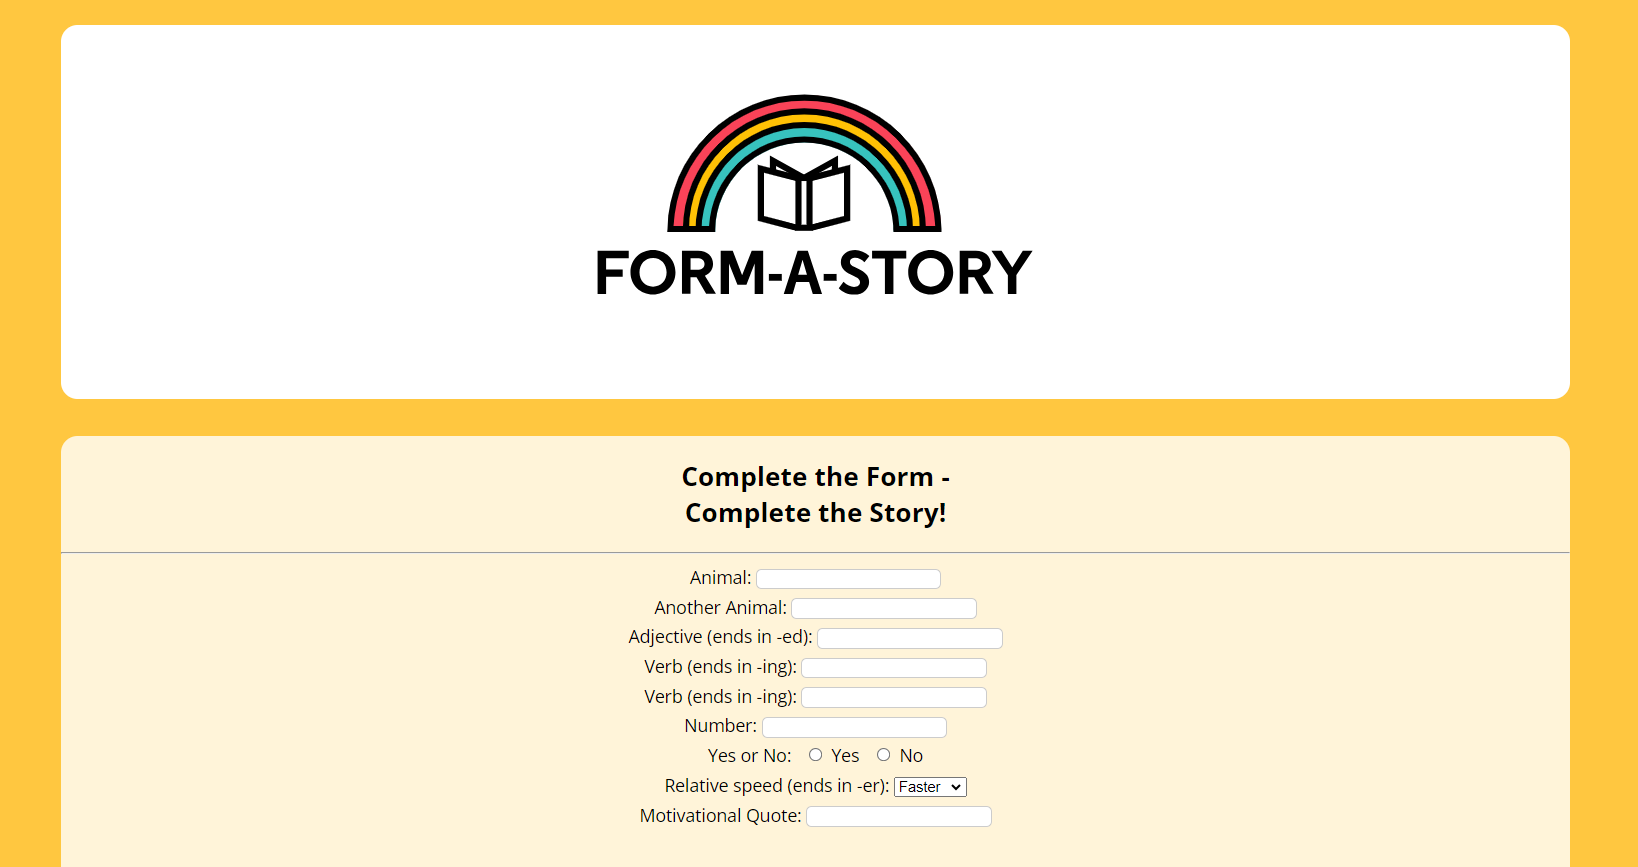 FORM-A-STORY
Complete the Form -
Complete the Story!
Animal:
Another Animal:
Adjective (ends in -ed):
Verb (ends in -ing):
Verb (ends in -ing):
Number:
Yes or No: Yes No
Relative speed (ends in -er): Faster
Motivational Quote: